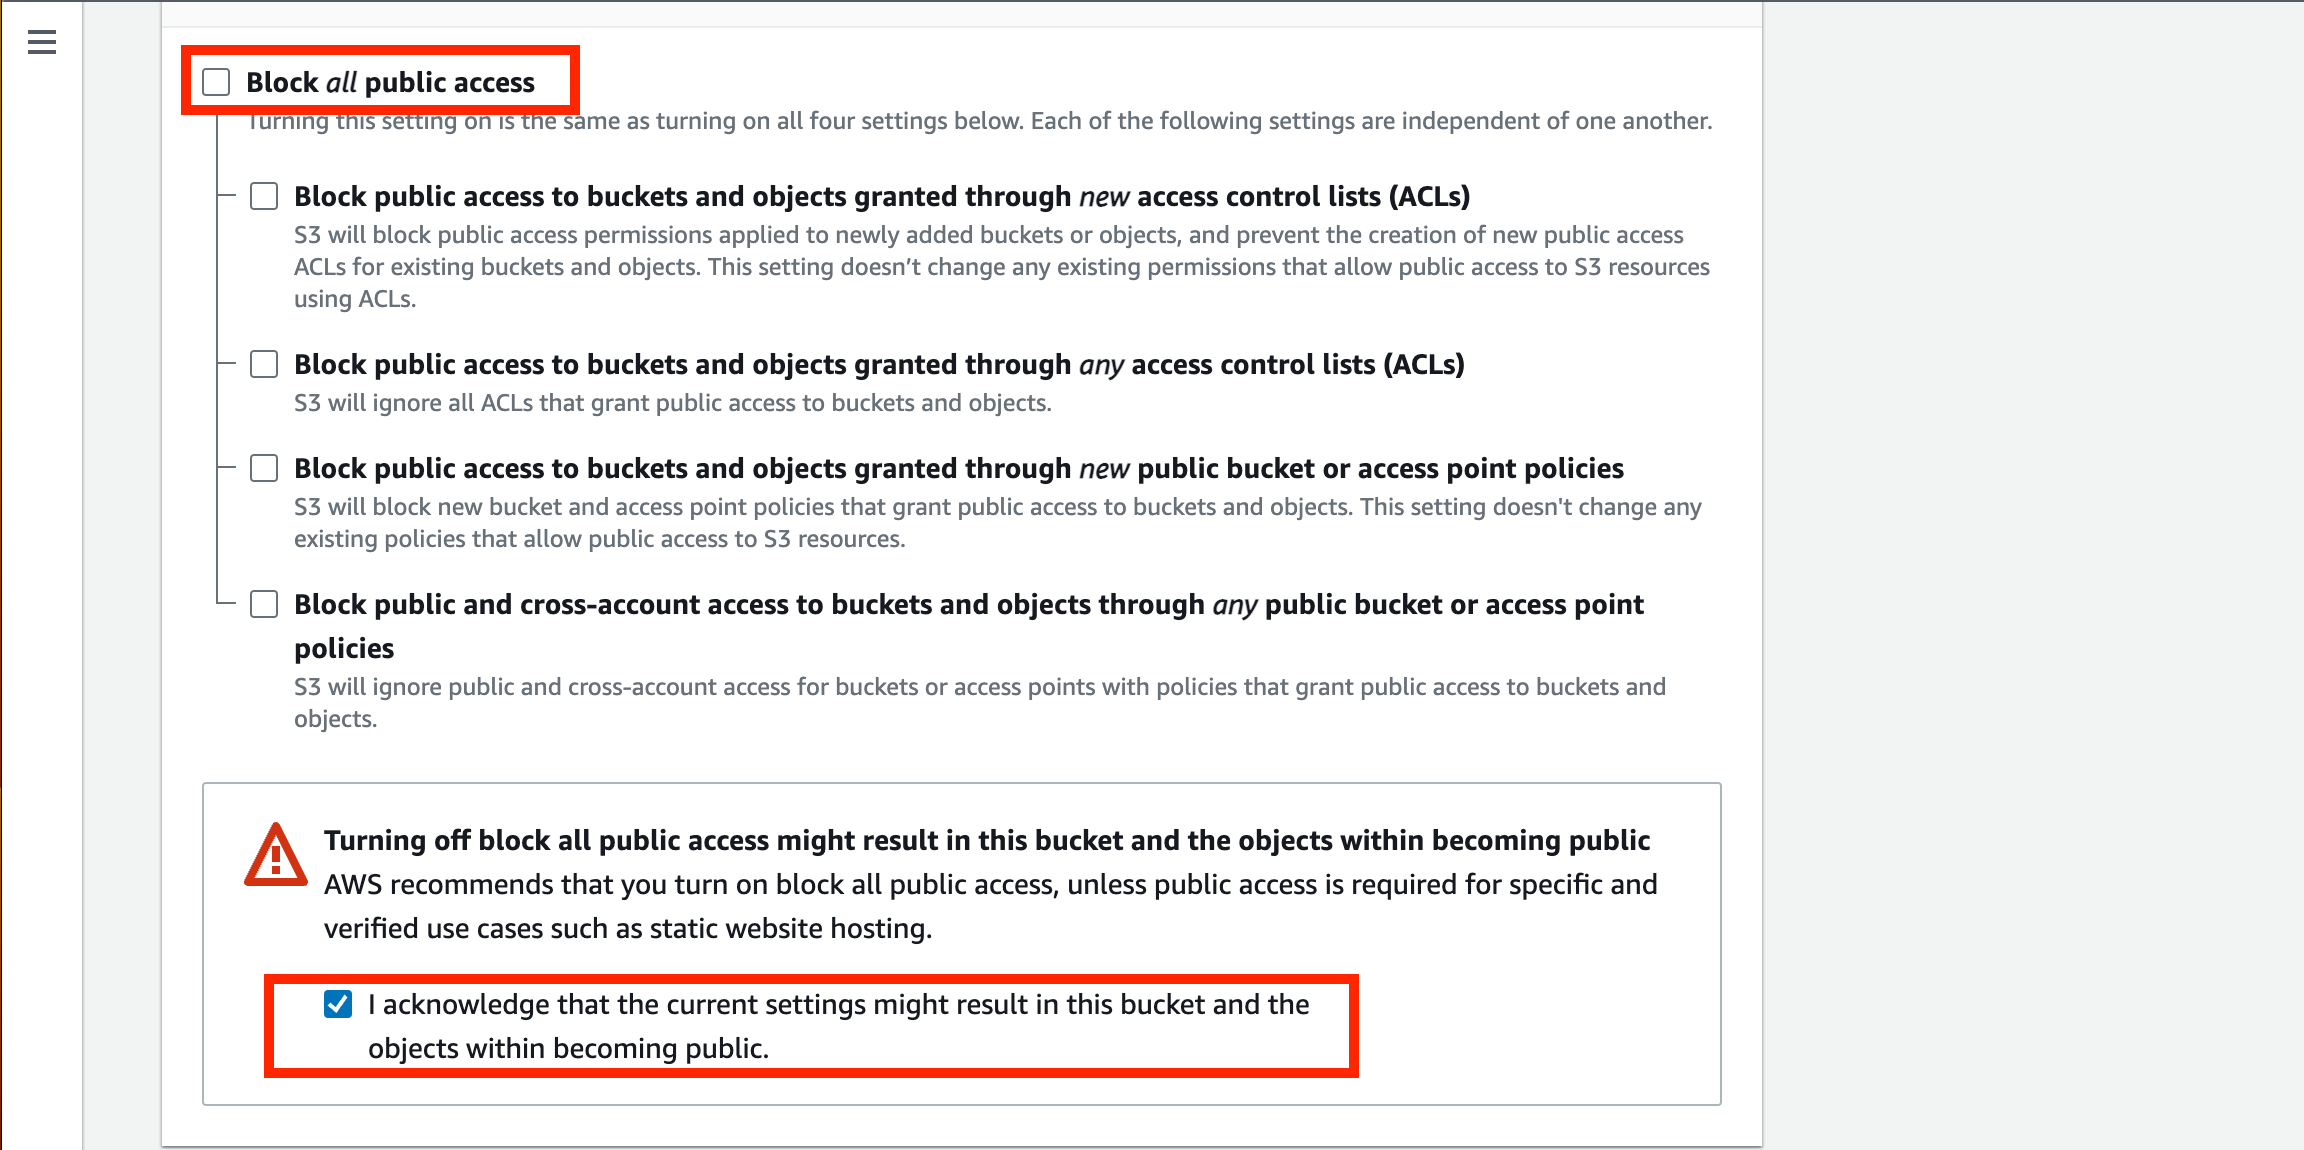 Block all public access
Turning this setting on is the same as turning on all four settings below. Each of the following settings are independent of one another.
Block public access to buckets and objects granted through new access control lists (ACLs)
S3 will block public access permissions applied to newly added buckets or objects, and prevent the creation of new public access
ACLs for existing buckets and objects. This setting doesn’t change any existing permissions that allow public access to S3 resources
using ACLs.
Block public access to buckets and objects granted through any access control lists (ACLs)
S3 will ignore all ACLs that grant public access to buckets and objects.
Block public access to buckets and objects granted through new public bucket or access point policies
S3 will block new bucket and access point policies that grant public access to buckets and objects. This setting doesn't change any
existing policies that allow public access to S3 resources.
Block public and cross-account access to buckets and objects through any public bucket or access point
policies
S3 will ignore public and cross-account access for buckets or access points with policies that grant public access to buckets and
objects.
Turning off block all public access might result in this bucket and the objects within becoming public
AWS recommends that you turn on block all public access, unless public access is required for specific and
verified use cases such as static website hosting.
I acknowledge that the current settings might result in this bucket and the
objects within becoming public.